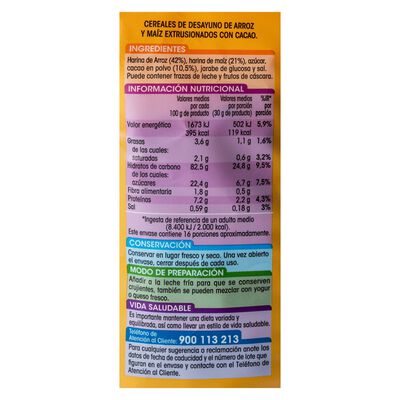 CEREALES DE DESAYUNO DE ARROZ
Y MAÍZ EXTRUSIONADOS CON CACAO.
INGREDIENTES
Harina de Arroz (42%), harina de maíz (21%), azúcar,
cacao en polvo (10,5%), jarabe de glucosa y sal.
Puede contener trazas de leche y frutos de cáscara.
INFORMACIÓN NUTRICIONAL
Valores medios por cada 100 g de producto
Valores medios por porción (30 g de producto)
%IR* por porción
Valor energético 1673 kJ 502 kJ 5,9%
395 kcal 119 kcal
Grasas 3,6 g 1,1 g 1,6%
de las cuales:
saturadas 2,1 g 0,6 g 3,2%
Hidratos de carbono 82,5 g 24,8 g 9,5%
de los cuales:
azúcares 22,4 g 6,7 g 7,5%
Fibra alimentaria 1,8 g 0,5 g
Proteínas 7,2 g 2,2 g 4,3%
Sal 0,59 g 0,18 g 3%
*Ingesta de referencia de un adulto medio
(8.400 kJ / 2.000 kcal).
Este envase contiene 16 porciones aproximadamente.
CONSERVACIÓN
Conservar en lugar fresco y seco. Una vez abierto
el envase, cerrar después de cada uso.
MODO DE PREPARACIÓN
Añadir a la leche fría para que se conserven
crujientes, también se pueden mezclar con yogur
o queso fresco.
VIDA SALUDABLE
Es importante mantener una dieta variada y
equilibrada, así como llevar un estilo de vida saludable.
Teléfono de
Atención al Cliente: 900 113 213
Para cualquier sugerencia o reclamación anote los
datos de fecha de caducidad y el número de lote que
figuran en el envase y contacte con el Teléfono de
Atención al Cliente.